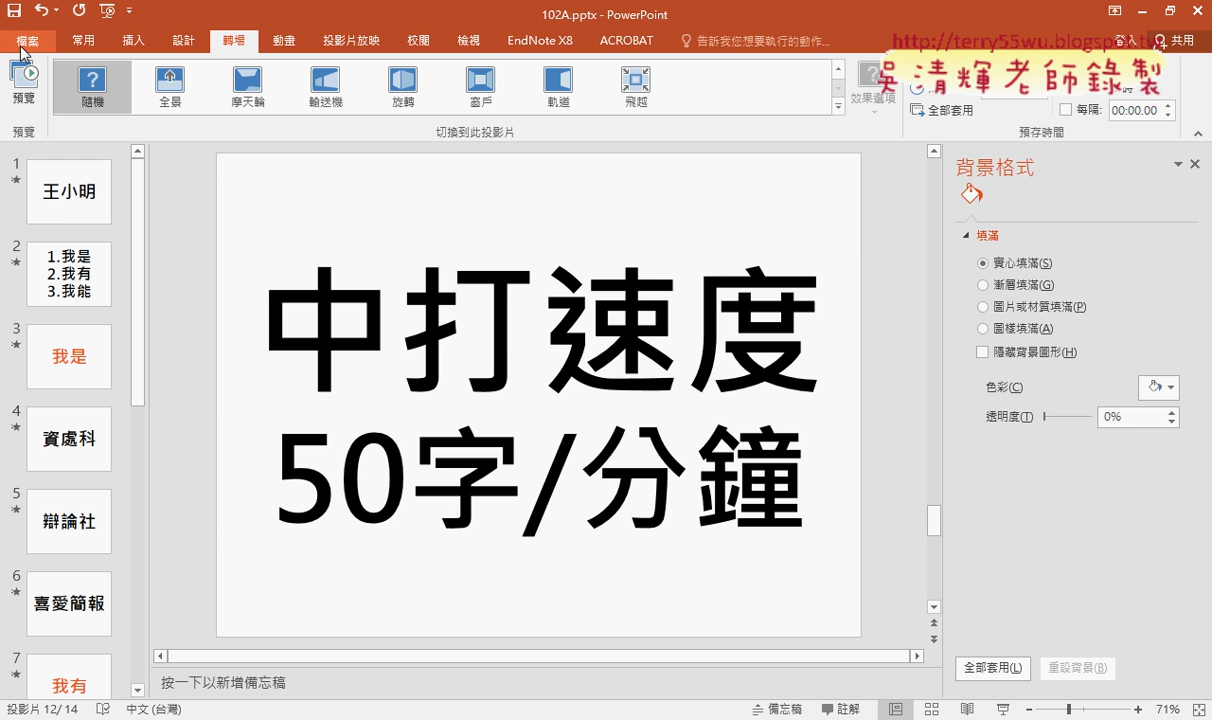 102A.pptx - PowerPoint
檔案 常用 插入 設計 轉場 動畫 投影片放映 校閱 檢視 EndNote X8 ACROBAT 告訴我您想要執行的動作... 登入 共用
http://terry55wu.blogspot.tw
吳清輝老師錄製
預覽 隨機 全景 摩天輪 輸送機 旋轉 窗戶 軌道 飛越 效果選項
全部套用 每隔: 00:00.00
預覽 切換到此投影片 預存時間
1 王小明
2 1.我是
2.我有
3.我能
3 我是
4 資處科
5 辯論社
6 喜愛簡報
7 我有
中打速度
50字/分鐘
按一下以新增備忘稿
背景格式
填滿
實心填滿(S)
漸層填滿(G)
圖片或材質填滿(P)
圖樣填滿(A)
隱藏背景圖形(H)
色彩(C)
透明度(T) 0%
全部套用(L) 重設背景(B)
投影片 12/ 14 中文 (台灣) 備忘稿 註解 71%